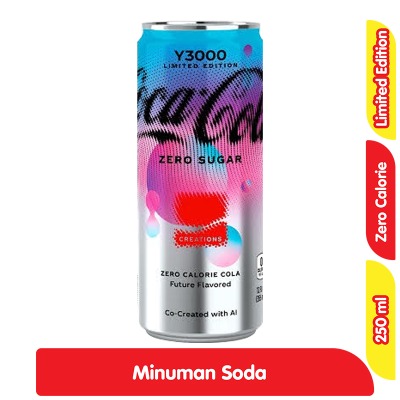 Y3000
LIMITED EDITION
Coca-Cola
ZERO SUGAR
CREATIONS
ZERO CALORIE COLA
Future Flavored
Co-Created with AI
Limited Edition
Zero Calorie
250 ml
Minuman Soda